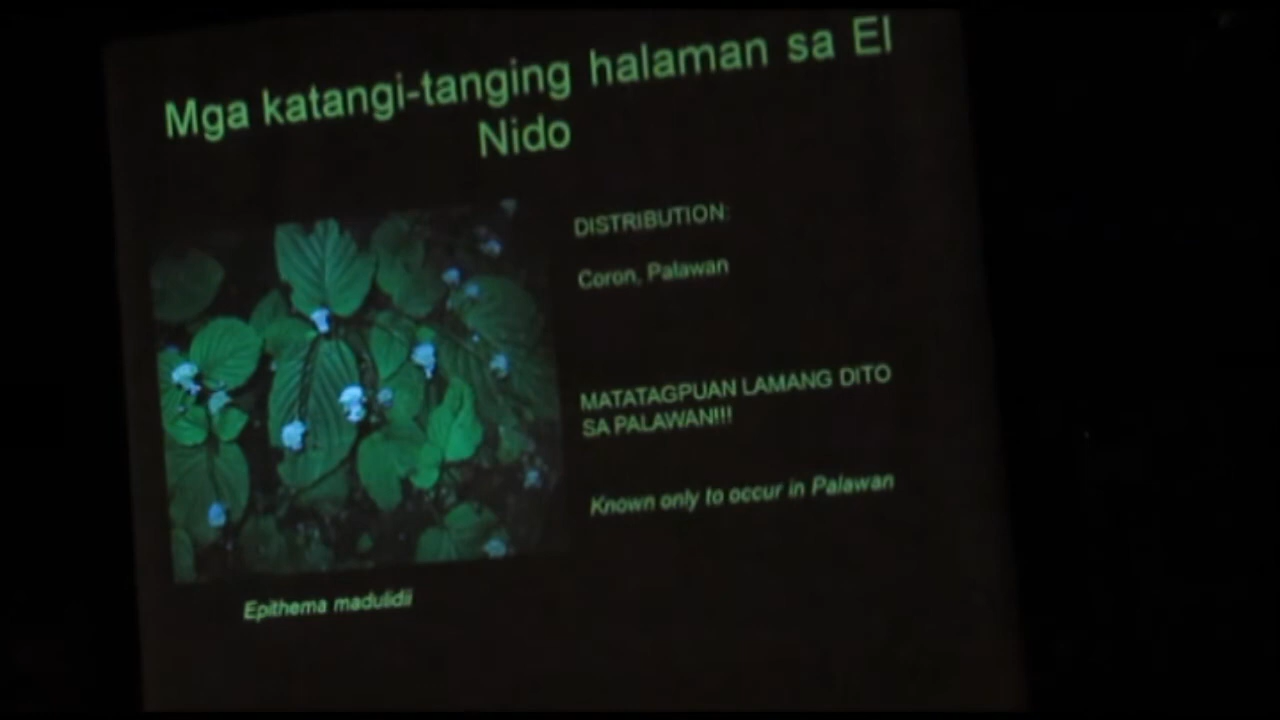 Mga katangi-tanging halaman sa El
Nido
DISTRIBUTION:
Coron, Palawan
MATATAGPUAN LAMANG DITO
SA PALAWAN!!!
Known only to occur in Palawan
Epithema madulidii